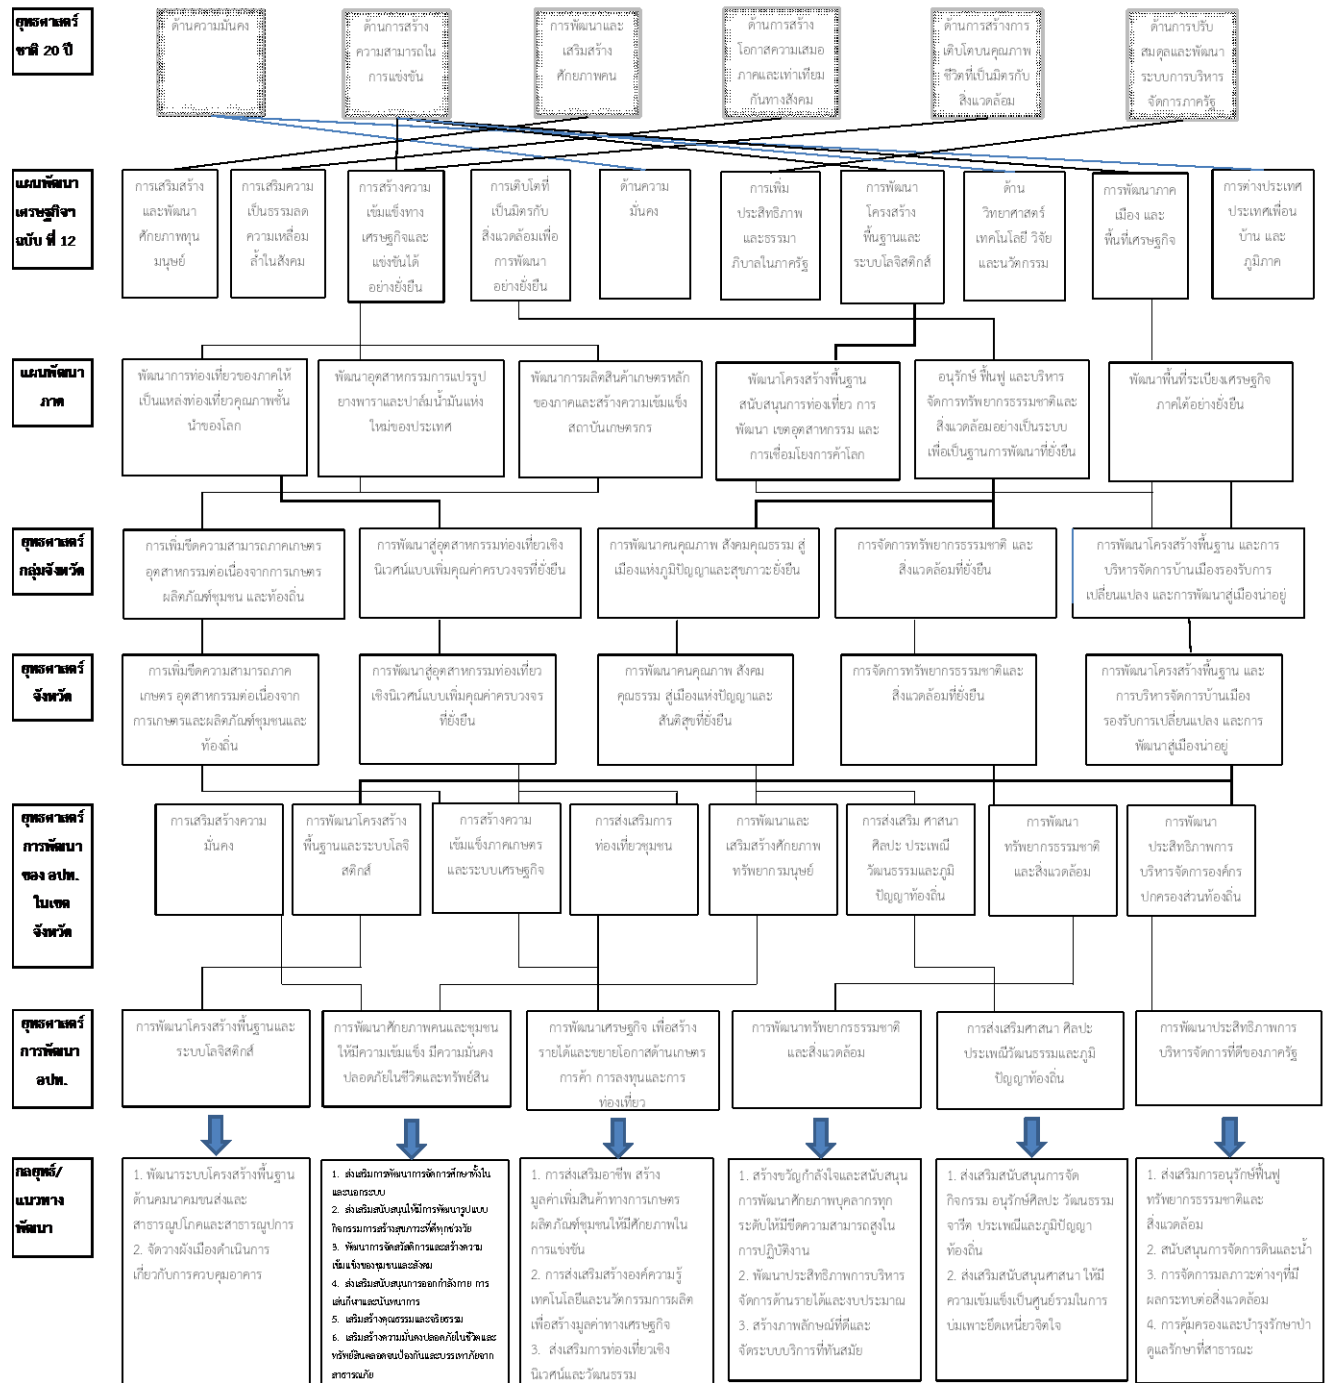 ยุทธศาสตร์
ชาติ 20 ปี
ด้านความมั่นคง
ด้านการสร้าง
ความสามารถใน
การแข่งขัน
การพัฒนาและ
เสริมสร้าง
ศักยภาพคน
ด้านการสร้าง
โอกาสความเสมอ
ภาคและเท่าเทียม
กันทางสังคม
ด้านการสร้างการ
เติบโตบนคุณภาพ
ชีวิตที่เป็นมิตรกับ
สิ่งแวดล้อม
ด้านการปรับ
สมดุลและพัฒนา
ระบบการบริหาร
จัดการภาครัฐ
แผนพัฒนา
เศรษฐกิจฯ
ฉบับ ที่ 12
การเสริมสร้าง
และพัฒนา
ศักยภาพทุน
มนุษย์
การเสริมความ
เป็นธรรมลด
ความเหลื่อม
ล้ำในสังคม
การสร้างความ
เข้มแข็งทาง
เศรษฐกิจและ
แข่งขันได้
อย่างยั่งยืน
การเติบโตที่
เป็นมิตรกับ
สิ่งแวดล้อมเพื่อ
การพัฒนา
อย่างยั่งยืน
ด้านความ
มั่นคง
การเพิ่ม
ประสิทธิภาพ
และธรรมา
ภิบาลในภาครัฐ
การพัฒนา
โครงสร้าง
พื้นฐานและ
ระบบโลจิสติกส์
ด้าน
วิทยาศาสตร์
เทคโนโลยี วิจัย
และนวัตกรรม
การพัฒนาภาค
เมือง และ
พื้นที่เศรษฐกิจ
การต่างประเทศ
ประเทศเพื่อน
บ้าน และ
ภูมิภาค
แผนพัฒนา
ภาค
พัฒนาการท่องเที่ยวของภาคให้
เป็นแหล่งท่องเที่ยวคุณภาพชั้น
นำของโลก
พัฒนาอุตสาหกรรมการแปรรูป
ยางพาราและปาล์มน้ำมันแห่ง
ใหม่ของประเทศ
พัฒนาการผลิตสินค้าเกษตรหลัก
ของภาคและสร้างความเข้มแข็ง
สถาบันเกษตรกร
พัฒนาโครงสร้างพื้นฐาน
สนับสนุนการท่องเที่ยว การ
พัฒนา เขตอุตสาหกรรม และ
การเชื่อมโยงการค้าโลก
อนุรักษ์ ฟื้นฟู และบริหาร
จัดการทรัพยากรธรรมชาติและ
สิ่งแวดล้อมอย่างเป็นระบบ
เพื่อเป็นฐานการพัฒนาที่ยั่งยืน
พัฒนาพื้นที่ระเบียงเศรษฐกิจ
ภาคใต้อย่างยั่งยืน
ยุทธศาสตร์
กลุ่มจังหวัด
การเพิ่มขีดความสามารถภาคเกษตร
อุตสาหกรรมต่อเนื่องจากการเกษตร
ผลิตภัณฑ์ชุมชน และท้องถิ่น
การพัฒนาสู่อุตสาหกรรมท่องเที่ยวเชิง
นิเวศน์แบบเพิ่มคุณค่าครบวงจรที่ยั่งยืน
การพัฒนาคนคุณภาพ สังคมคุณธรรม สู่
เมืองแห่งภูมิปัญญาและสุขภาวะยั่งยืน
การจัดการทรัพยากรธรรมชาติ และ
สิ่งแวดล้อมที่ยั่งยืน
การพัฒนาโครงสร้างพื้นฐาน และการ
บริหารจัดการบ้านเมืองรองรับการ
เปลี่ยนแปลง และการพัฒนาสู่เมืองน่าอยู่
ยุทธศาสตร์
จังหวัด
การเพิ่มขีดความสามารถภาค
เกษตร อุตสาหกรรมต่อเนื่องจาก
การเกษตรและผลิตภัณฑ์ชุมชนและ
ท้องถิ่น
การพัฒนาสู่อุตสาหกรรมท่องเที่ยว
เชิงนิเวศน์แบบเพิ่มคุณค่าครบวงจร
ที่ยั่งยืน
การพัฒนาคนคุณภาพ สังคม
คุณธรรม สู่เมืองแห่งปัญญาและ
สันติสุขที่ยั่งยืน
การจัดการทรัพยากรธรรมชาติและ
สิ่งแวดล้อมที่ยั่งยืน
การพัฒนาโครงสร้างพื้นฐาน และ
การบริหารจัดการบ้านเมือง
รองรับการเปลี่ยนแปลง และการ
พัฒนาสู่เมืองน่าอยู่
ยุทธศาสตร์
การพัฒนา
ของ อปท.
ในเขต
จังหวัด
การเสริมสร้างความ
มั่นคง
การพัฒนาโครงสร้าง
พื้นฐานและระบบโลจิ
สติกส์
การสร้างความ
เข้มแข็งภาคเกษตร
และระบบเศรษฐกิจ
การส่งเสริมการ
ท่องเที่ยวชุมชน
การพัฒนาและ
เสริมสร้างศักยภาพ
ทรัพยากรมนุษย์
การส่งเสริม ศาสนา
ศิลปะ ประเพณี
วัฒนธรรมและภูมิ
ปัญญาท้องถิ่น
การพัฒนา
ทรัพยากรธรรมชาติ
และสิ่งแวดล้อม
การพัฒนา
ประสิทธิภาพการ
บริหารจัดการองค์กร
ปกครองส่วนท้องถิ่น
ยุทธศาสตร์
การพัฒนา
อปท.
การพัฒนาโครงสร้างพื้นฐานและ
ระบบโลจิสติกส์
การพัฒนาศักยภาพคนและชุมชน
ให้มีความเข้มแข็ง มีความมั่นคง
ปลอดภัยในชีวิตและทรัพย์สิน
การพัฒนาเศรษฐกิจ เพื่อสร้าง
รายได้และขยายโอกาสด้านเกษตร
การค้า การลงทุนและการ
ท่องเที่ยว
การพัฒนาทรัพยากรธรรมชาติ
และสิ่งแวดล้อม
การส่งเสริมศาสนา ศิลปะ
ประเพณีวัฒนธรรมและภูมิ
ปัญญาท้องถิ่น
การพัฒนาประสิทธิภาพการ
บริหารจัดการที่ดีของภาครัฐ
กลยุทธ์/
แนวทาง
พัฒนา
1. พัฒนาระบบโครงสร้างพื้นฐาน
ด้านคมนาคมขนส่งและ
สาธารณูปโภคและสาธารณูปการ
2. จัดวางผังเมืองดำเนินการ
เกี่ยวกับการควบคุมอาคาร
1. ส่งเสริมการพัฒนาการจัดการศึกษาทั้งใน
และนอกระบบ
2. ส่งเสริมสนับสนุนให้มีการพัฒนารูปแบบ
กิจกรรมการสร้างสุขภาวะที่ดีทุกช่วงวัย
3. พัฒนาการจัดสวัสดิการและสร้างความ
เข้มแข็งของชุมชนและสังคม
4. ส่งเสริมสนับสนุนการออกกำลังกาย การ
เล่นกีฬาและนันทนาการ
5. เสริมสร้างคุณธรรมและจริยธรรม
6. เสริมสร้างความมั่นคงปลอดภัยในชีวิตและ
ทรัพย์สินตลอดจนป้องกันและบรรเทาภัยจาก
สาธารณภัย
1. การส่งเสริมอาชีพ สร้าง
มูลค่าเพิ่มสินค้าทางการเกษตร
ผลิตภัณฑ์ชุมชนให้มีศักยภาพใน
การแข่งขัน
2. การส่งเสริมสร้างองค์ความรู้
เทคโนโลยีและนวัตกรรมการผลิต
เพื่อสร้างมูลค่าทางเศรษฐกิจ
3. ส่งเสริมการท่องเที่ยวเชิง
นิเวศน์และวัฒนธรรม
1. สร้างขวัญกำลังใจและสนับสนุน
การพัฒนาศักยภาพบุคลากรทุก
ระดับให้มีขีดความสามารถสูงใน
การปฏิบัติงาน
2. พัฒนาประสิทธิภาพการบริหาร
จัดการด้านรายได้และงบประมาณ
3. สร้างภาพลักษณ์ที่ดีและ
จัดระบบบริการที่ทันสมัย
1. ส่งเสริมสนับสนุนการจัด
กิจกรรม อนุรักษ์ศิลปะ วัฒนธรรม
จารีต ประเพณีและภูมิปัญญา
ท้องถิ่น
2. ส่งเสริมสนับสนุนศาสนา ให้มี
ความเข้มแข็งเป็นศูนย์รวมในการ
บ่มเพาะยึดเหนี่ยวจิตใจ
1. ส่งเสริมการอนุรักษ์ฟื้นฟู
ทรัพยากรธรรมชาติและ
สิ่งแวดล้อม
2. สนับสนุนการจัดการดินและน้ำ
3. การจัดการมลภาวะต่างๆที่มี
ผลกระทบต่อสิ่งแวดล้อม
4. การคุ้มครองและบำรุงรักษาป่า
ดูแลรักษาที่สาธารณะ